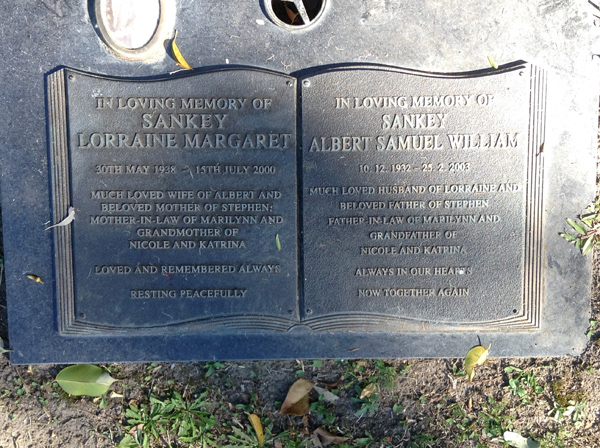 IN LOVING MEMORY OF
SANKEY
LORRAINE MARGARET
30TH MAY 1938 - 15TH JULY 2000
MUCH LOVED WIFE OF ALBERT AND
BELOVED MOTHER OF STEPHEN
MOTHER-IN-LAW OF MARILYNN AND
GRANDMOTHER OF
NICOLE AND KATRINA
LOVED AND REMEMBERED ALWAYS
RESTING PEACEFULLY
IN LOVING MEMORY OF
SANKEY
ALBERT SAMUEL WILLIAM
10. 12. 1932 - 25. 2. 2003
MUCH LOVED HUSBAND OF LORRAINE AND
BELOVED FATHER OF STEPHEN
FATHER-IN-LAW OF MARILYNN AND
GRANDFATHER OF
NICOLE AND KATRINA
ALWAYS IN OUR HEARTS
NOW TOGETHER AGAIN